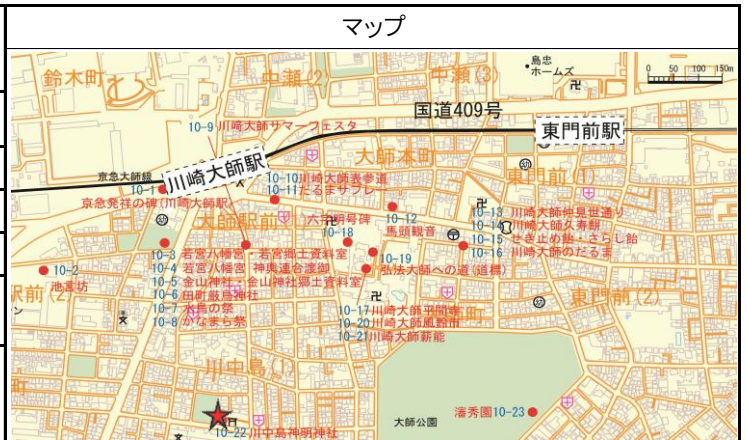 マップ
島忠
ホームズ
0 50 100 150m
鈴木町
中瀬(2)
中瀬(3)
国道409号
10-9 川崎大師サマーフェスタ
東門前駅
大師本町
京急大師線
川崎大師駅
10-1
京急発祥の碑(川崎大師駅)
10-10 川崎大師表参道
10-11 だるまサブレー
東門前(1)
大師駅前(1)
六字名号碑
10-18
10-12
馬頭観音
10-13 川崎大師仲見世通り
10-14 川崎大師久寿餅
10-15 せき止め飴・さらし飴
10-16 川崎大師のだるま
10-2
池宮坊
駅前(2)
10-3 若宮八幡宮・若宮郷土資料室
10-4 若宮八幡宮 神輿連合渡御
10-5 金山神社・金山神社郷土資料室
10-6 田町厳島神社
10-7 水鳥の祭
10-8 かなまら祭
10-19
弘法大師への道(道標)
10-17 川崎大師平間寺
10-20 川崎大師風鈴市
10-21 川崎大師薪能
東門前(2)
川中島(1)
10-22 川中島神明神社
大師公園
瀋秀園 10-23